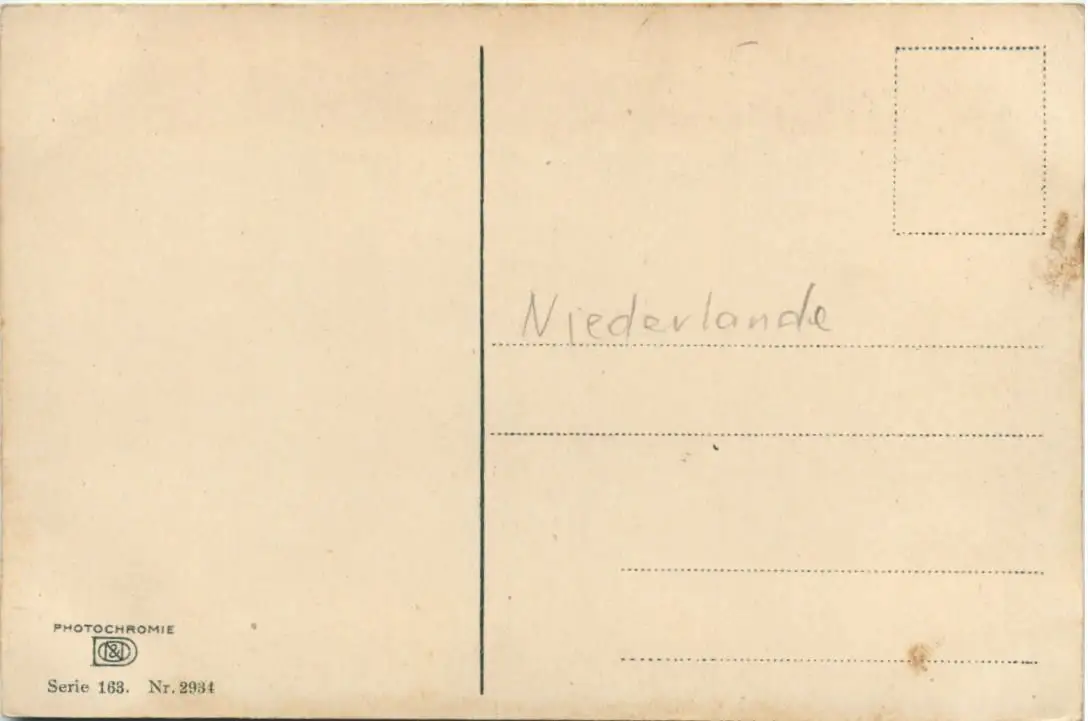 Niederlande
PHOTOCHROMIE
D&D
Serie 163. Nr. 2934